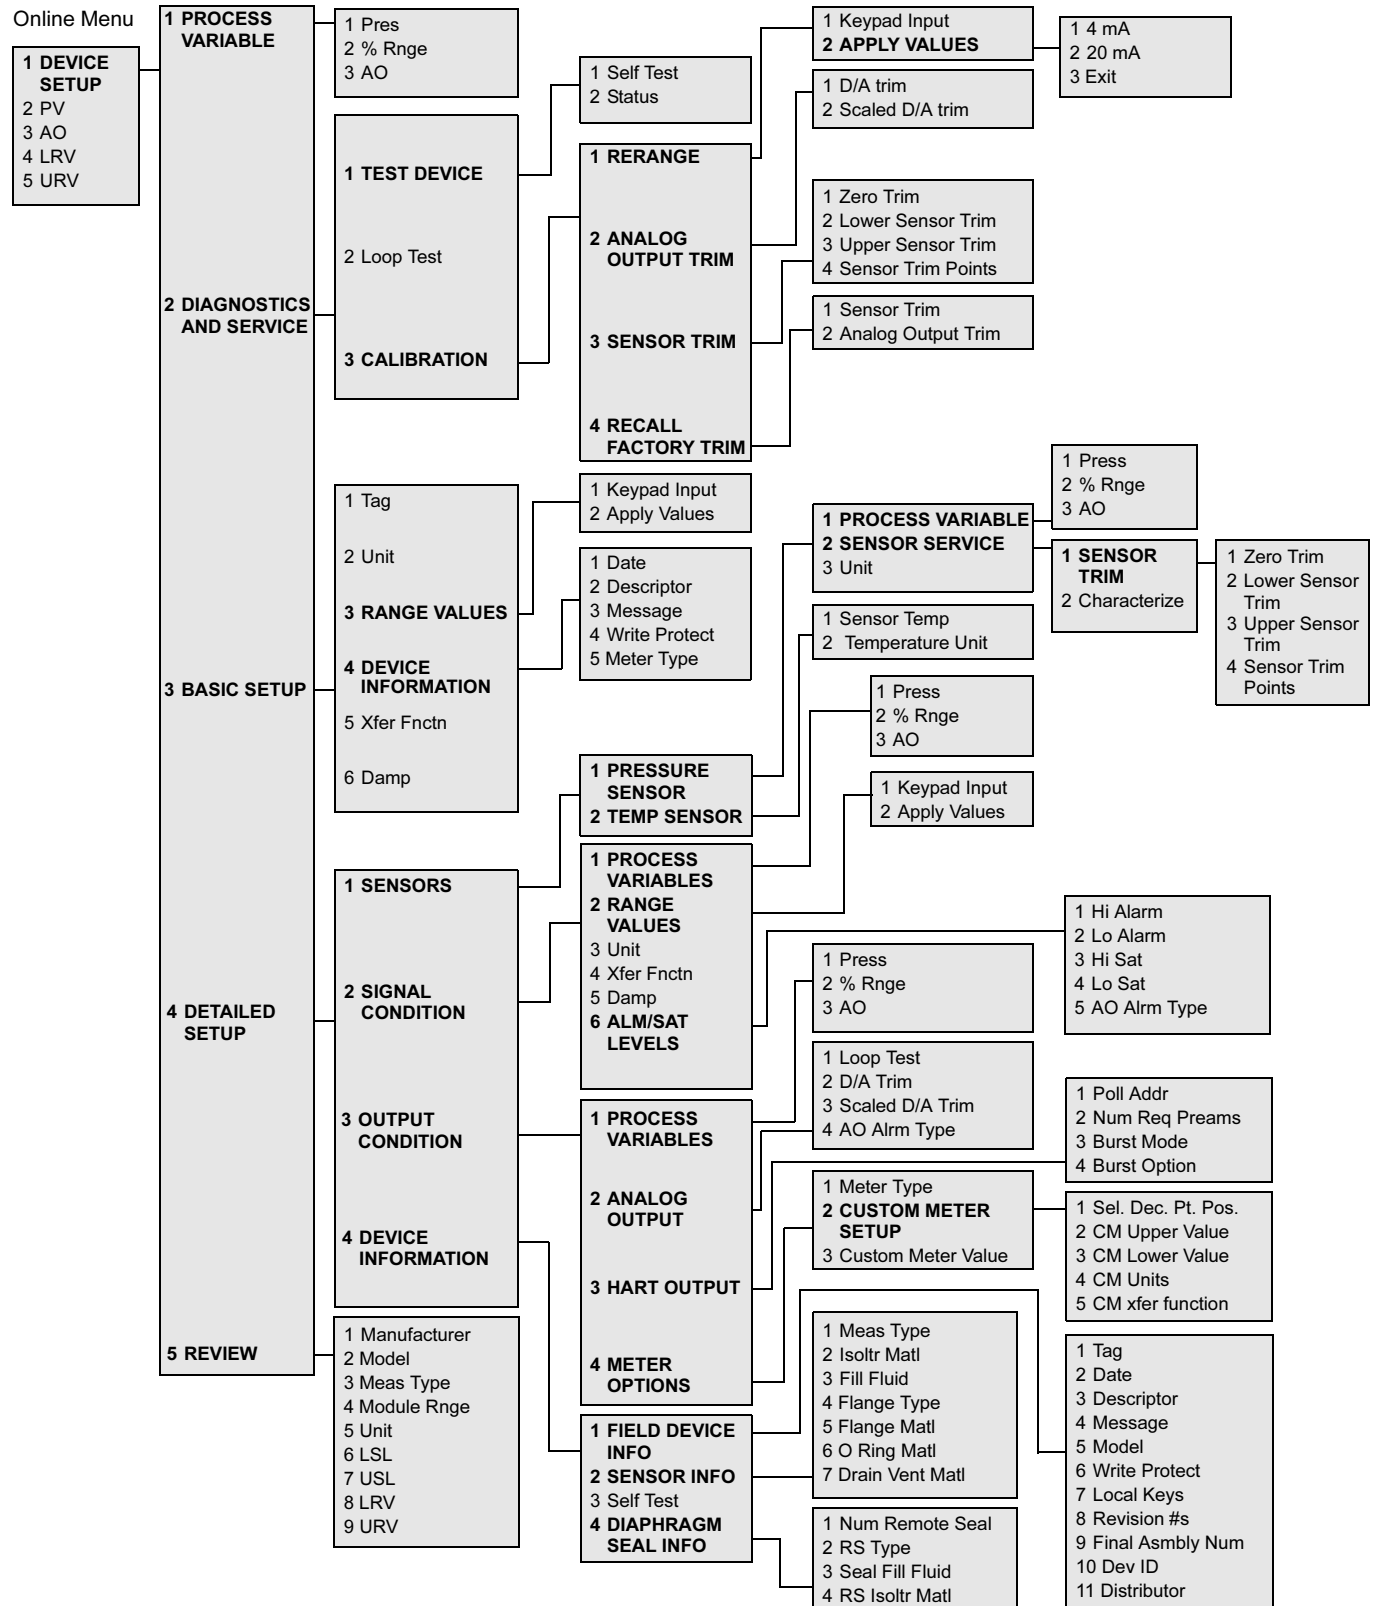 Online Menu
1 DEVICE
SETUP
2 PV
3 AO
4 LRV
5 URV
1 PROCESS
VARIABLE
2 DIAGNOSTICS
AND SERVICE
3 BASIC SETUP
4 DETAILED
SETUP
5 REVIEW
1 Pres
2 % Rnge
3 AO
1 TEST DEVICE
2 Loop Test
3 CALIBRATION
1 Self Test
2 Status
1 RERANGE
2 ANALOG
OUTPUT TRIM
3 SENSOR TRIM
4 RECALL
FACTORY TRIM
1 Keypad Input
2 APPLY VALUES
1 4 mA
2 20 mA
3 Exit
1 D/A trim
2 Scaled D/A trim
1 Zero Trim
2 Lower Sensor Trim
3 Upper Sensor Trim
4 Sensor Trim Points
1 Sensor Trim
2 Analog Output Trim
1 Tag
2 Unit
3 RANGE VALUES
4 DEVICE
INFORMATION
5 Xfer Fnctn
6 Damp
1 Keypad Input
2 Apply Values
1 Date
2 Descriptor
3 Message
4 Write Protect
5 Meter Type
1 SENSORS
2 SIGNAL
CONDITION
3 OUTPUT
CONDITION
4 DEVICE
INFORMATION
1 PRESSURE
SENSOR
2 TEMP SENSOR
1 PROCESS VARIABLE
2 SENSOR SERVICE
3 Unit
1 Press
2 % Rnge
3 AO
1 SENSOR
TRIM
2 Characterize
1 Zero Trim
2 Lower Sensor
Trim
3 Upper Sensor
Trim
4 Sensor Trim
Points
1 Sensor Temp
2 Temperature Unit
1 PROCESS
VARIABLES
2 RANGE
VALUES
3 Unit
4 Xfer Fnctn
5 Damp
6 ALM/SAT
LEVELS
1 Press
2 % Rnge
3 AO
1 Keypad Input
2 Apply Values
1 Hi Alarm
2 Lo Alarm
3 Hi Sat
4 Lo Sat
5 AO Alrm Type
1 PROCESS
VARIABLES
2 ANALOG
OUTPUT
3 HART OUTPUT
4 METER
OPTIONS
1 Press
2 % Rnge
3 AO
1 Loop Test
2 D/A Trim
3 Scaled D/A Trim
4 AO Alrm Type
1 Poll Addr
2 Num Req Preams
3 Burst Mode
4 Burst Option
1 Meter Type
2 CUSTOM METER
SETUP
3 Custom Meter Value
1 Sel. Dec. Pt. Pos.
2 CM Upper Value
3 CM Lower Value
4 CM Units
5 CM xfer function
1 FIELD DEVICE
INFO
2 SENSOR INFO
3 Self Test
4 DIAPHRAGM
SEAL INFO
1 Meas Type
2 Isoltr Matl
3 Fill Fluid
4 Flange Type
5 Flange Matl
6 O Ring Matl
7 Drain Vent Matl
1 Num Remote Seal
2 RS Type
3 Seal Fill Fluid
4 RS Isoltr Matl
1 Tag
2 Date
3 Descriptor
4 Message
5 Model
6 Write Protect
7 Local Keys
8 Revision #s
9 Final Asmbly Num
10 Dev ID
11 Distributor
1 Manufacturer
2 Model
3 Meas Type
4 Module Rnge
5 Unit
6 LSL
7 USL
8 LRV
9 URV